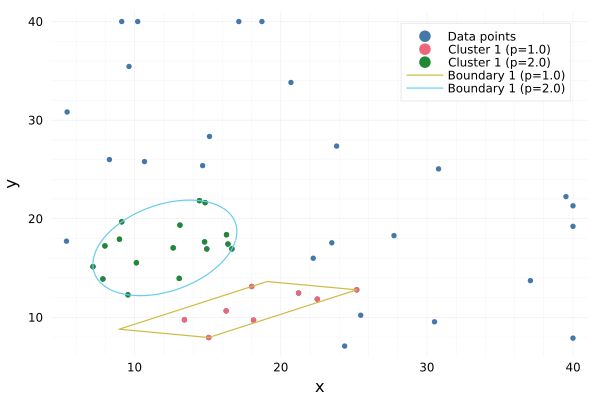 40
30
20
10
y
10
20
30
40
x
Data points
Cluster 1 (p=1.0)
Cluster 1 (p=2.0)
Boundary 1 (p=1.0)
Boundary 1 (p=2.0)